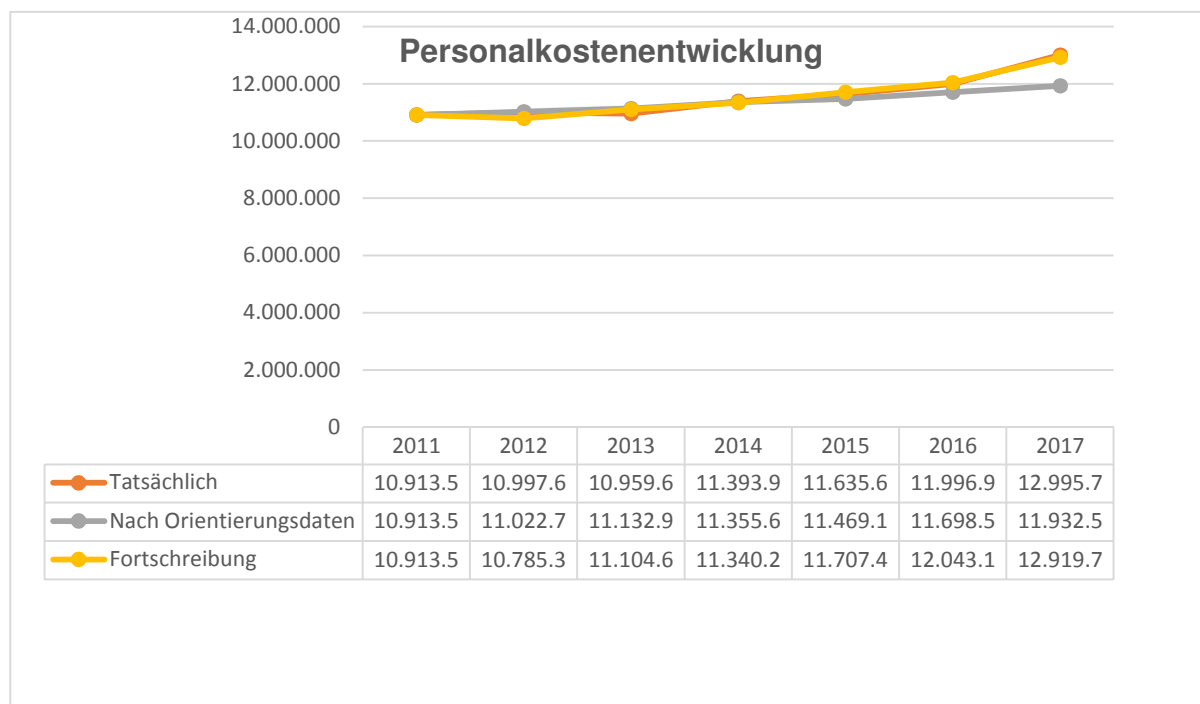 Personalkostenentwicklung
14.000.000
12.000.000
10.000.000
8.000.000
6.000.000
4.000.000
2.000.000
0
2011 2012 2013 2014 2015 2016 2017
Tatsächlich 10.913.5 10.997.6 10.959.6 11.393.9 11.635.6 11.996.9 12.995.7
Nach Orientierungsdaten 10.913.5 11.022.7 11.132.9 11.355.6 11.469.1 11.698.5 11.932.5
Fortschreibung 10.913.5 10.785.3 11.104.6 11.340.2 11.707.4 12.043.1 12.919.7